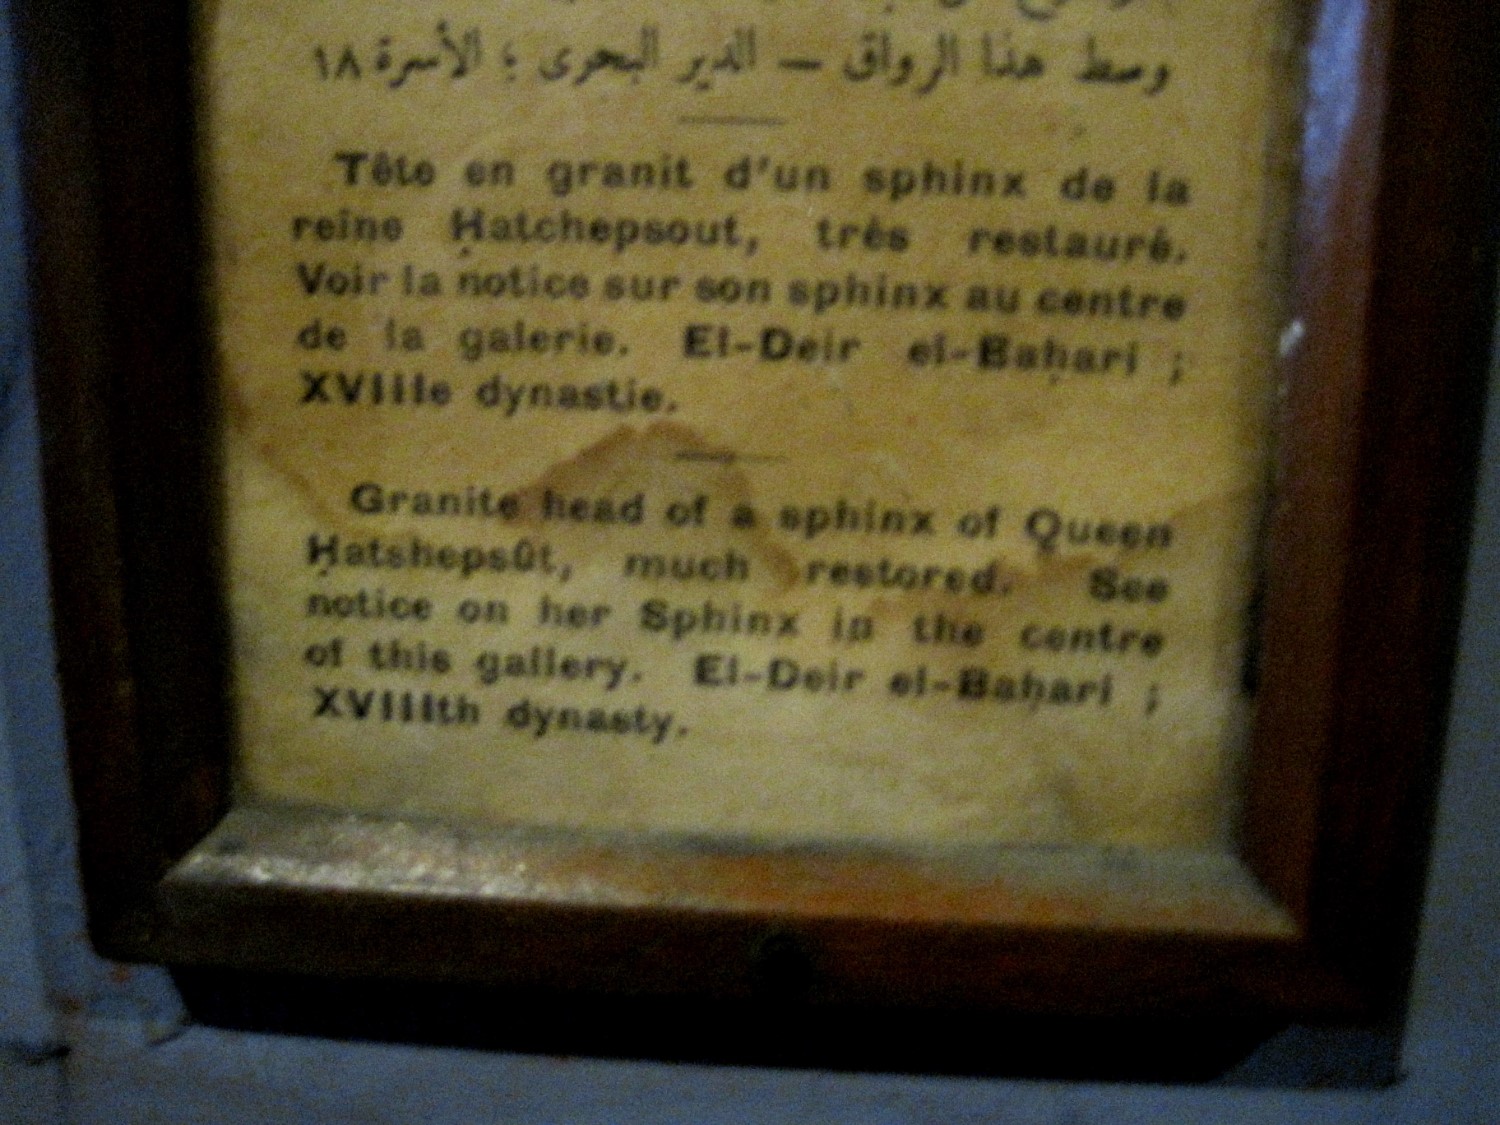 وسط هذا الرواق — الدير البحرى ؛ الأسرة ١٨
Tête en granit d'un sphinx de la
reine Ḥatchepsout, très restauré.
Voir la notice sur son sphinx au centre
de la galerie. El-Deir el-Baḥari ;
XVIIIe dynastie.
Granite head of a sphinx of Queen
Ḥatshepsût, much restored. See
notice on her Sphinx in the centre
of this gallery. El-Deir el-Baḥari ;
XVIIIth dynasty.